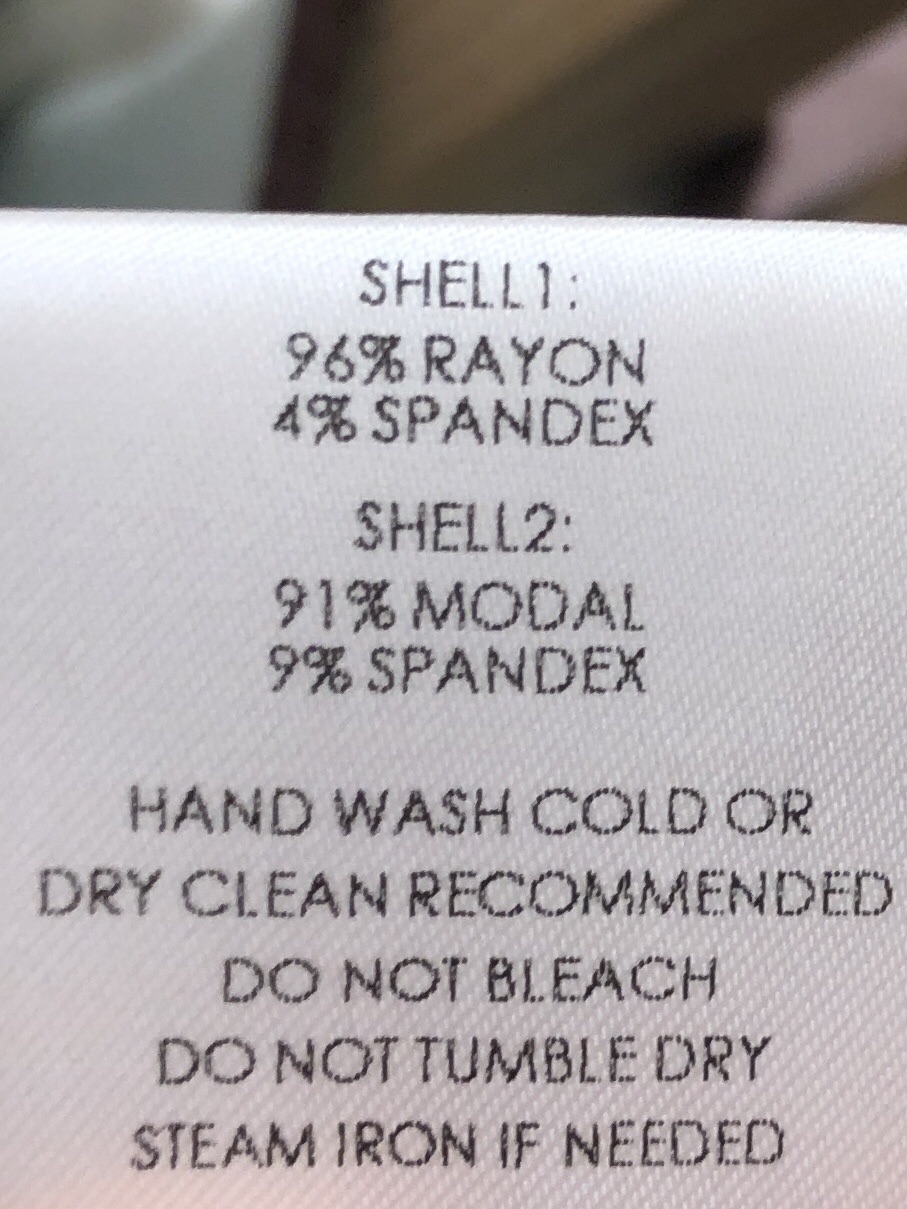 SHELL1:
96% RAYON
4% SPANDEX
SHELL2:
91% MODAL
9% SPANDEX
HAND WASH COLD OR
DRY CLEAN RECOMMENDED
DO NOT BLEACH
DO NOT TUMBLE DRY
STEAM IRON IF NEEDED